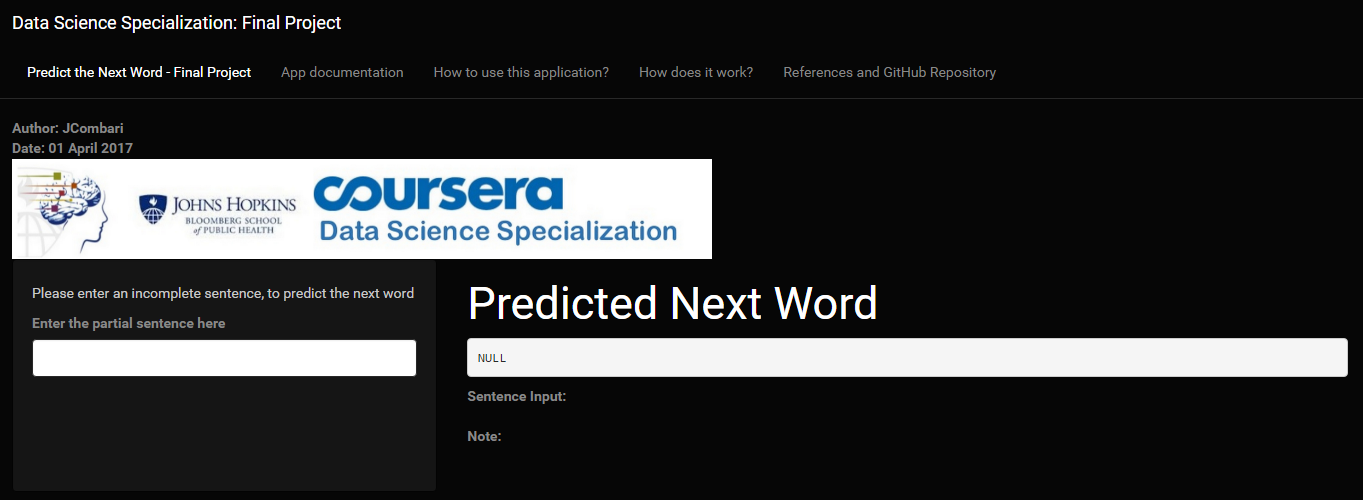 Data Science Specialization: Final Project
Predict the Next Word - Final Project App documentation How to use this application? How does it work? References and GitHub Repository
Author: JCombari
Date: 01 April 2017
JOHNS HOPKINS
BLOOMBERG SCHOOL
of PUBLIC HEALTH
coursera
Data Science Specialization
Please enter an incomplete sentence, to predict the next word
Enter the partial sentence here
Predicted Next Word
NULL
Sentence Input:
Note: